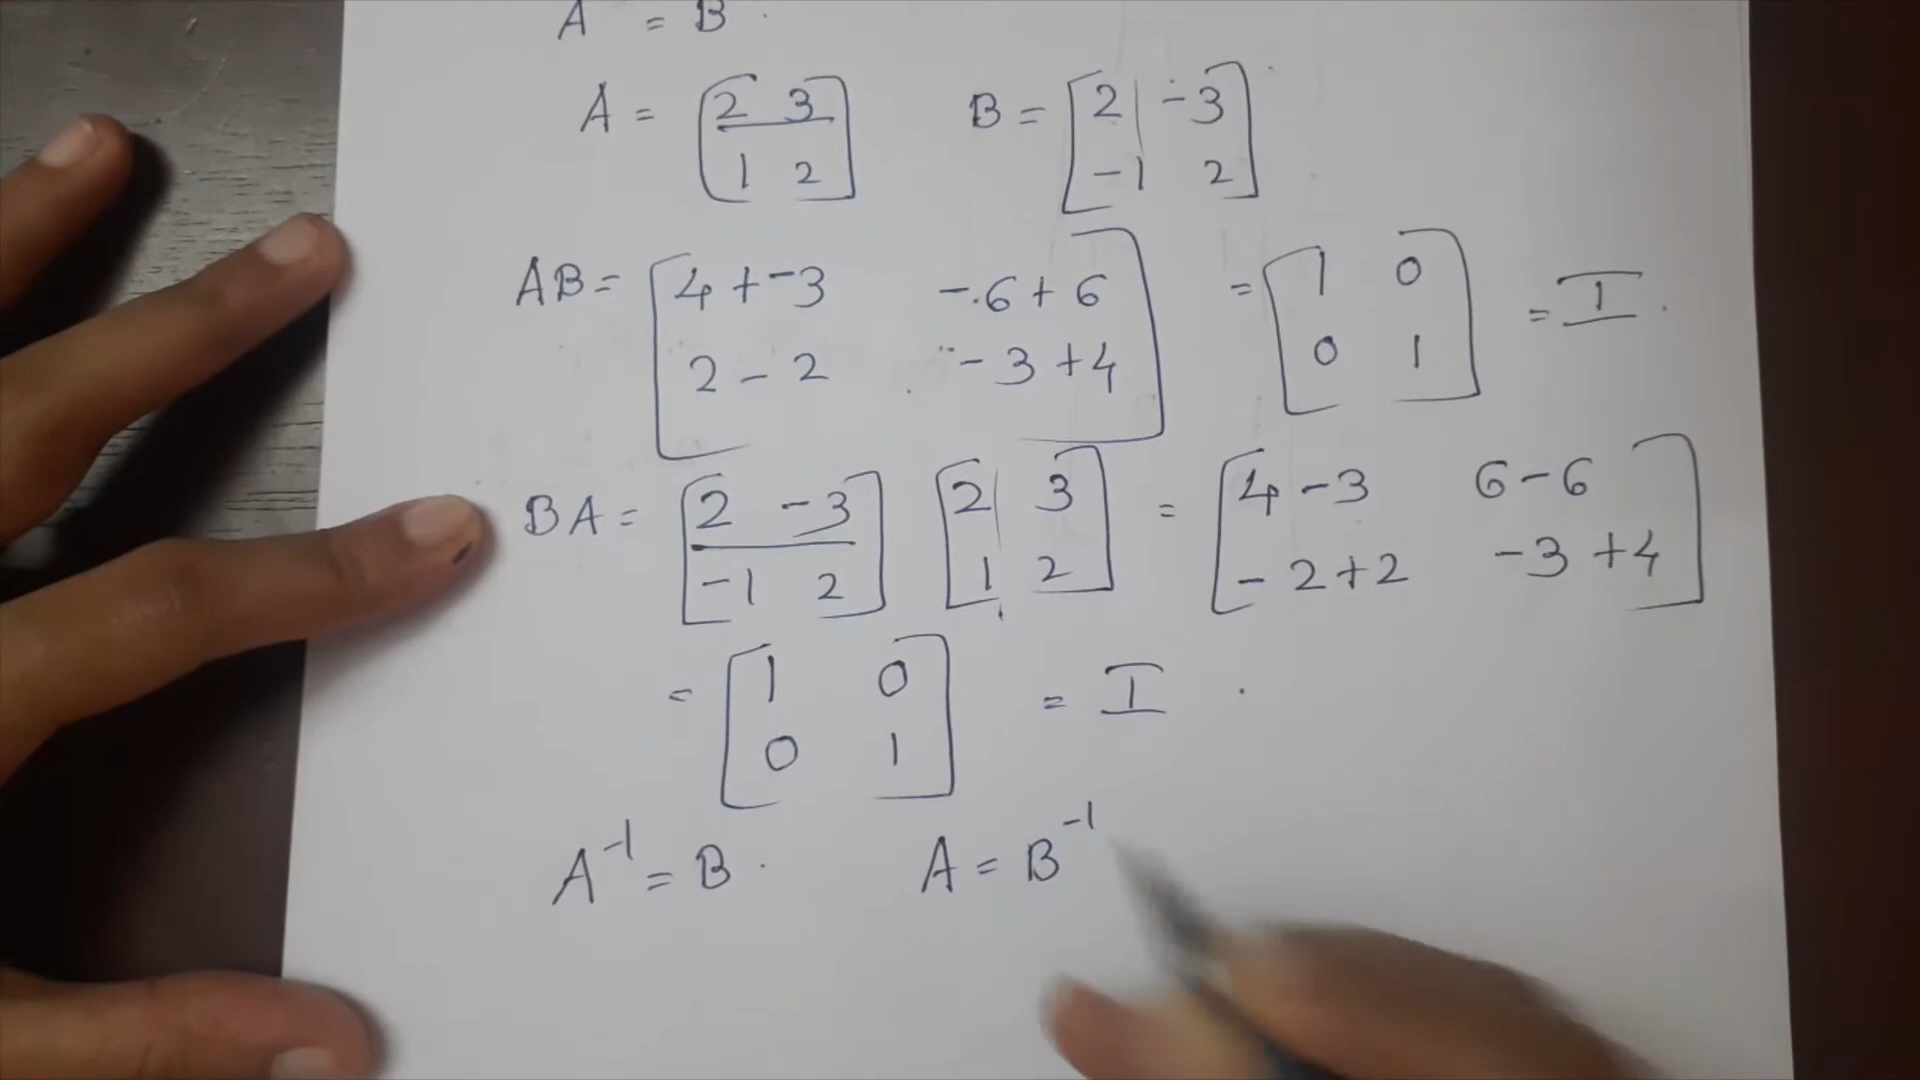 A = B.
A = [2 3 B = [2 -3
1 2] -1 2]
AB = [4 + -3 -6 + 6 = [1 0 = I.
2 - 2 -3 + 4] 0 1]
BA = [2 -3 [2 3 = [4 - 3 6 - 6
-1 2] 1 2] -2 + 2 -3 + 4]
= [1 0 = I.
0 1]
A⁻¹ = B. A = B⁻¹